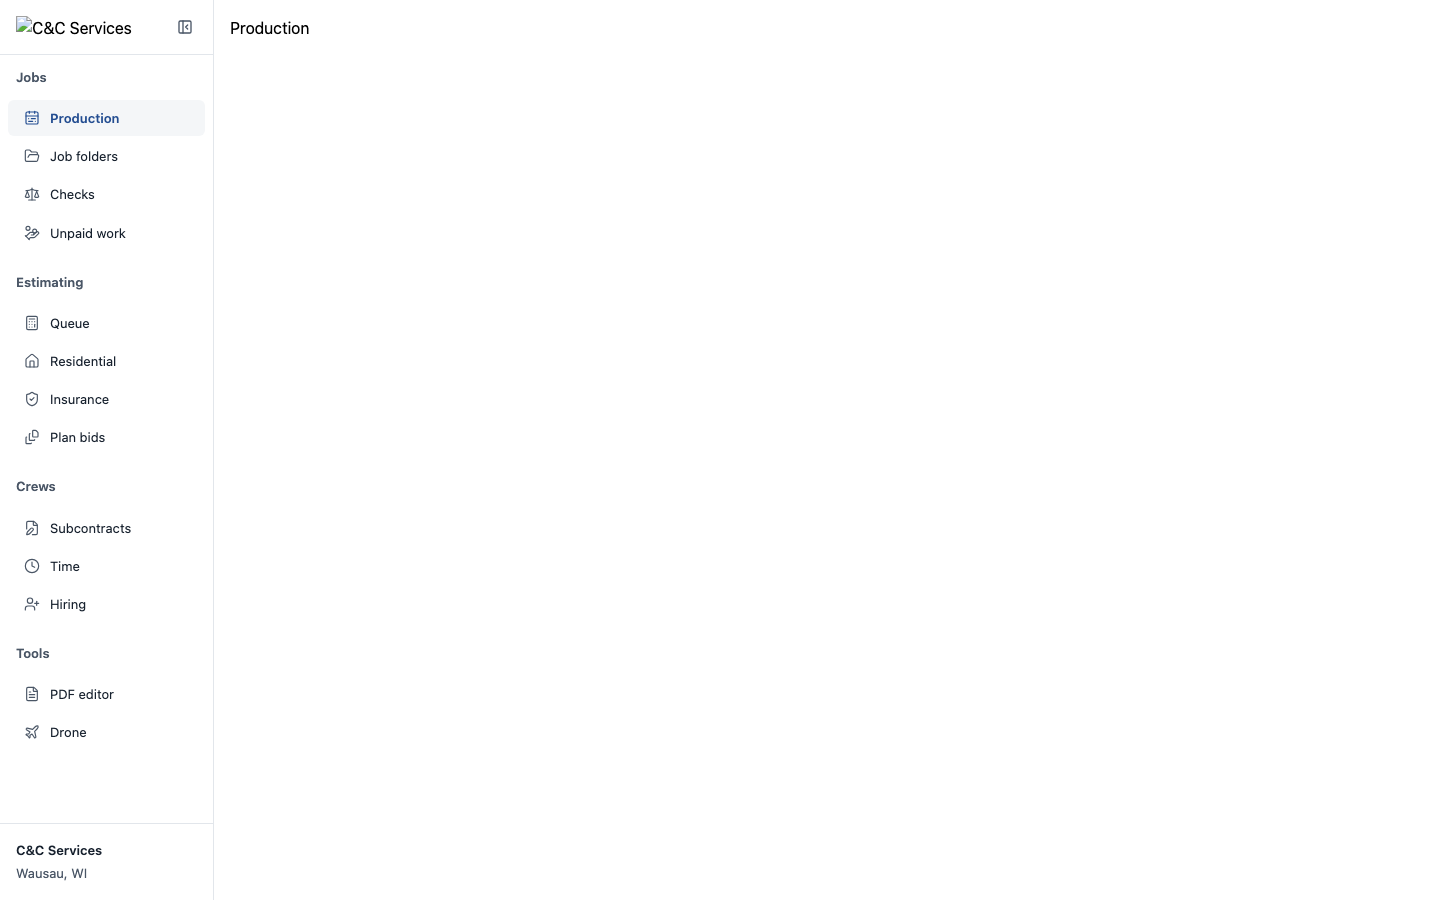 C&C Services
Production
Jobs
Production
Job folders
Checks
Unpaid work
Estimating
Queue
Residential
Insurance
Plan bids
Crews
Subcontracts
Time
Hiring
Tools
PDF editor
Drone
C&C Services
Wausau, WI